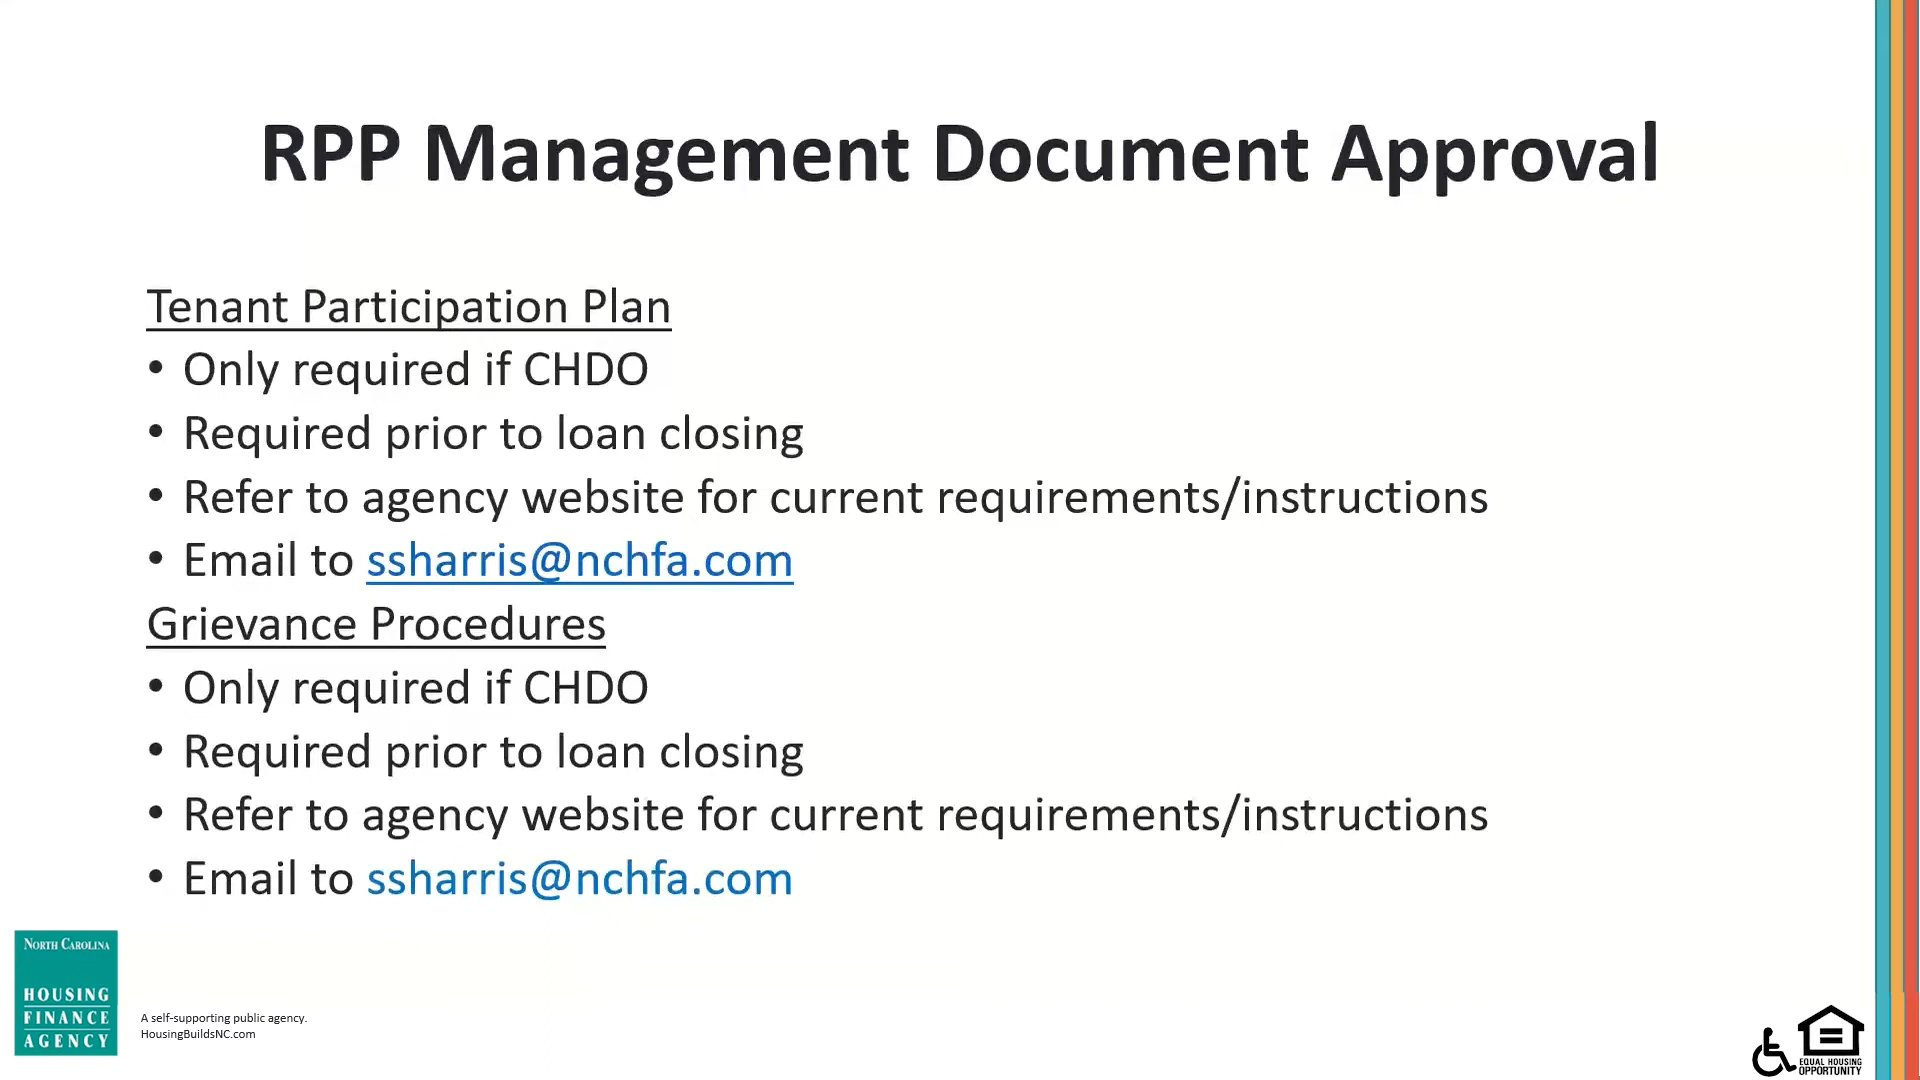 RPP Management Document Approval
Tenant Participation Plan
• Only required if CHDO
• Required prior to loan closing
• Refer to agency website for current requirements/instructions
• Email to ssharris@nchfa.com
Grievance Procedures
• Only required if CHDO
• Required prior to loan closing
• Refer to agency website for current requirements/instructions
• Email to ssharris@nchfa.com
NORTH CAROLINA
HOUSING
FINANCE
AGENCY
A self-supporting public agency.
HousingBuildsNC.com
EQUAL HOUSING
OPPORTUNITY